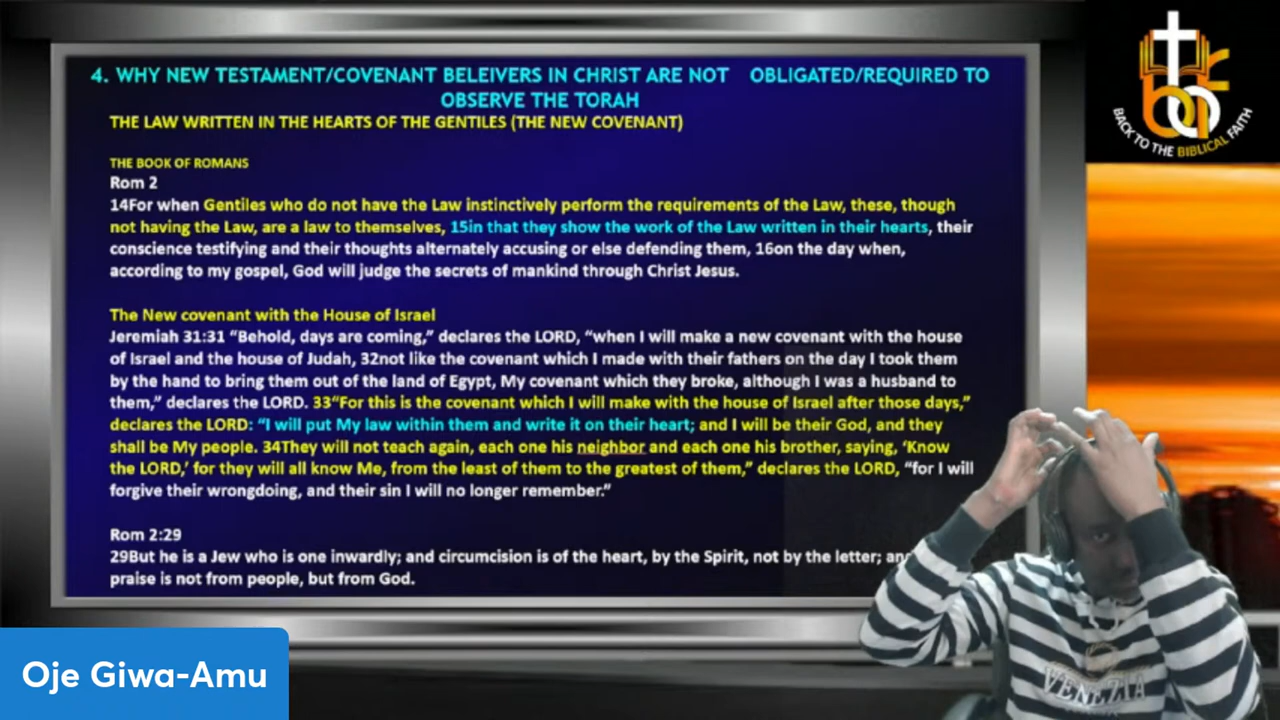 4. WHY NEW TESTAMENT/COVENANT BELEIVERS IN CHRIST ARE NOT OBLIGATED/REQUIRED TO
OBSERVE THE TORAH
THE LAW WRITTEN IN THE HEARTS OF THE GENTILES (THE NEW COVENANT)
THE BOOK OF ROMANS
Rom 2
14For when Gentiles who do not have the Law instinctively perform the requirements of the Law, these, though
not having the Law, are a law to themselves, 15in that they show the work of the Law written in their hearts, their
conscience testifying and their thoughts alternately accusing or else defending them, 16on the day when,
according to my gospel, God will judge the secrets of mankind through Christ Jesus.
The New covenant with the House of Israel
Jeremiah 31:31 “Behold, days are coming,” declares the LORD, “when I will make a new covenant with the house
of Israel and the house of Judah, 32not like the covenant which I made with their fathers on the day I took them
by the hand to bring them out of the land of Egypt, My covenant which they broke, although I was a husband to
them,” declares the LORD. 33“For this is the covenant which I will make with the house of Israel after those days,”
declares the LORD: “I will put My law within them and write it on their heart; and I will be their God, and they
shall be My people. 34They will not teach again, each one his neighbor and each one his brother, saying, ‘Know
the LORD,’ for they will all know Me, from the least of them to the greatest of them,” declares the LORD, “for I will
forgive their wrongdoing, and their sin I will no longer remember.”
Rom 2:29
29But he is a Jew who is one inwardly; and circumcision is of the heart, by the Spirit, not by the letter;
praise is not from people, but from God.
BACK TO THE BIBLICAL FAITH
VENEZIA
Oje Giwa-Amu